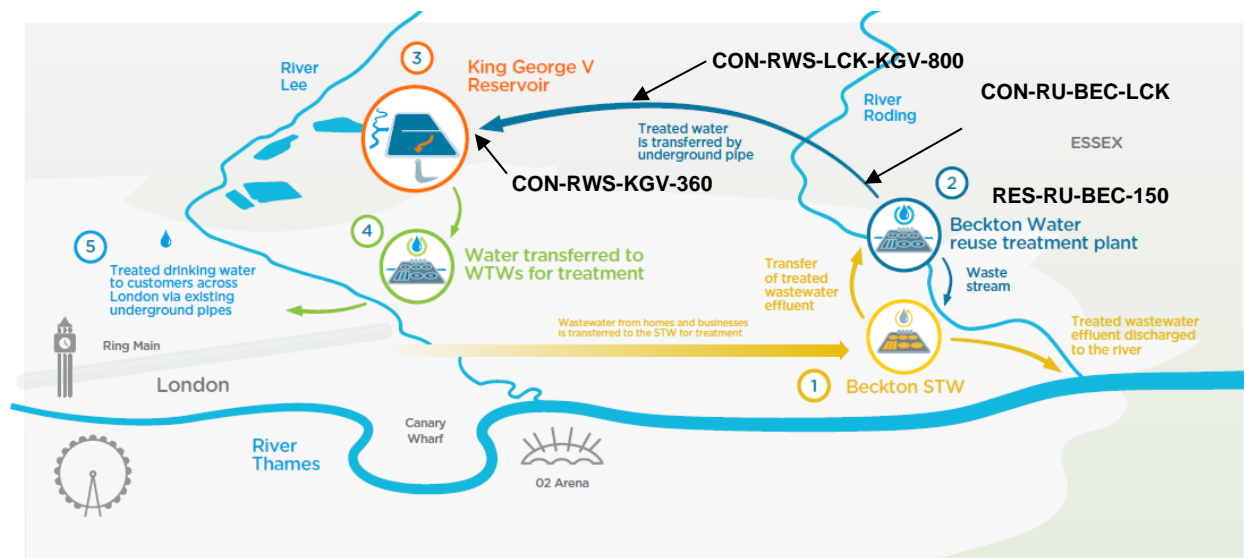 3
River
Lee
King George V
Reservoir
CON-RWS-LCK-KGV-800
CON-RU-BEC-LCK
River
Roding
ESSEX
Treated water
is transferred by
underground pipe
CON-RWS-KGV-360
2
RES-RU-BEC-150
Beckton Water
reuse treatment plant
4
Water transferred to
WTWs for treatment
5
Treated drinking water
to customers across
London via existing
underground pipes
Transfer
of treated
wastewater
effluent
Waste
stream
Wastewater from homes and businesses
is transferred to the STW for treatment
Treated wastewater
effluent discharged
to the river
Ring Main
London
1
Beckton STW
Canary
Wharf
River
Thames
02 Arena